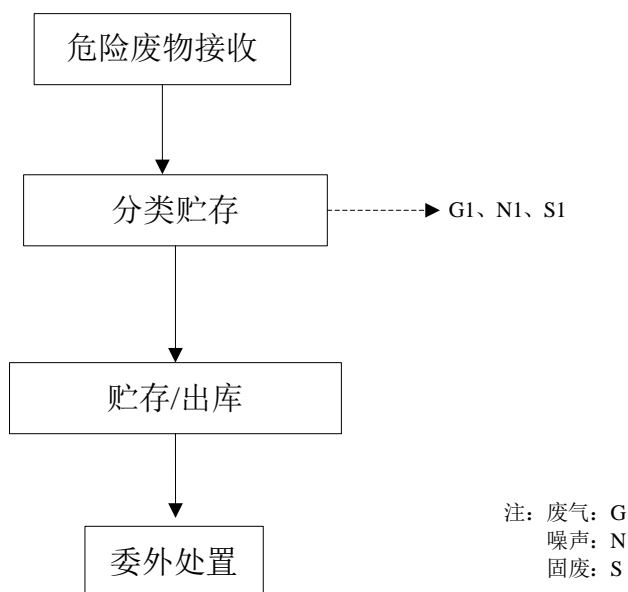 危险废物接收
分类贮存
G1、N1、S1
贮存/出库
委外处置
注：废气：G
噪声：N
固废：S